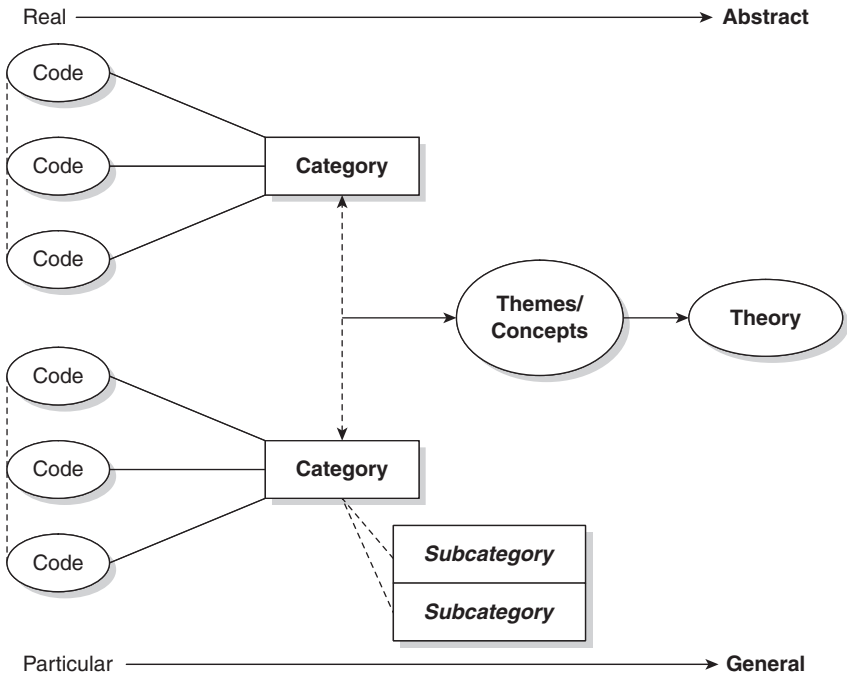 Real
Abstract
Code
Code
Category
Code
Themes/
Concepts
Theory
Code
Code
Category
Code
Subcategory
Subcategory
Particular
General